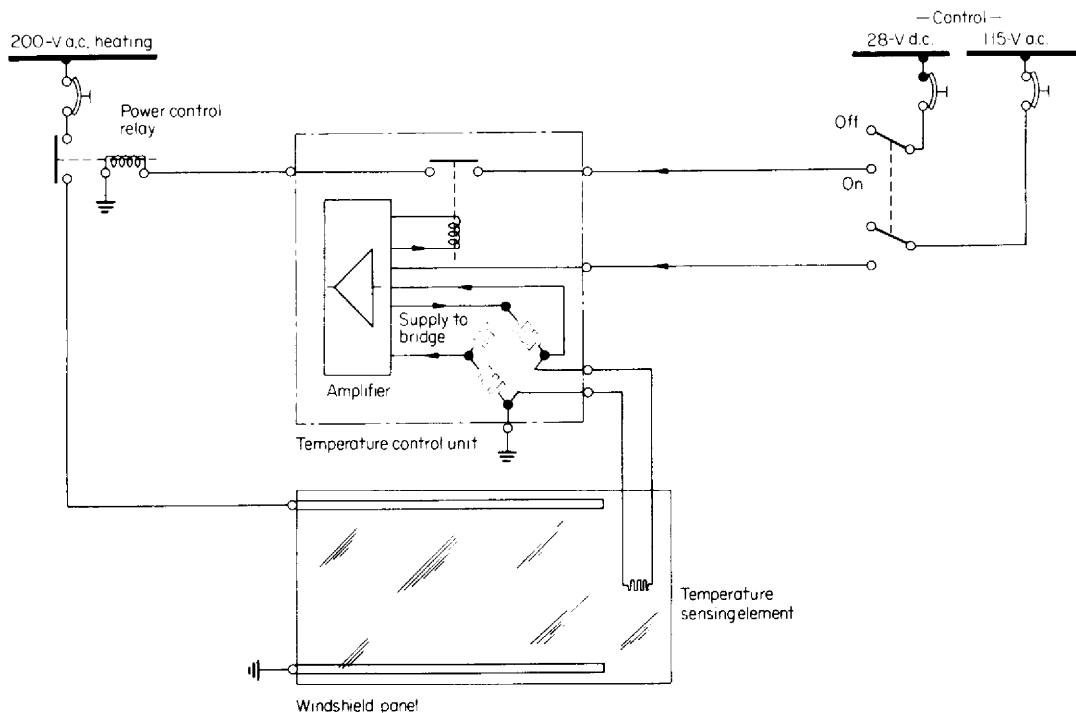 — Control —
200-V a.c. heating
28-V d.c.
115-V a.c.
Power control
relay
Off
On
Supply to
bridge
Amplifier
Temperature control unit
Temperature
sensing element
Windshield panel